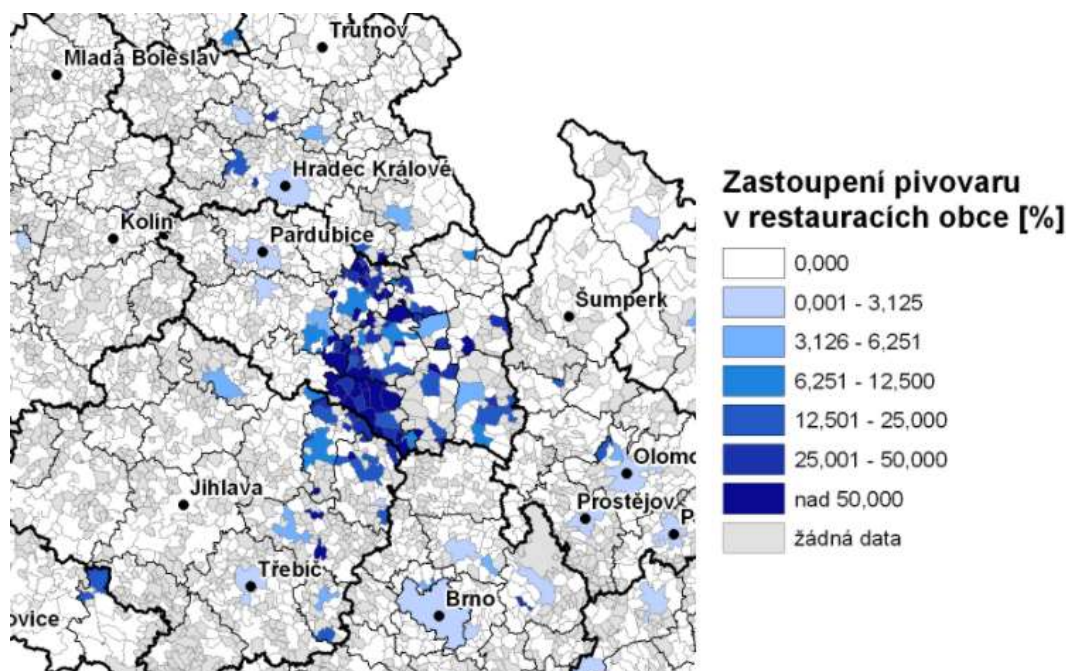 Trutnov
Mladá Boleslav
Hradec Králové
Kolín
Pardubice
Šumperk
Olomo
Jihlava
Prostějov
P
Třebíč
Brno
ovice
Zastoupení pivovaru
v restauracích obce [%]
0,000
0,001 - 3,125
3,126 - 6,251
6,251 - 12,500
12,501 - 25,000
25,001 - 50,000
nad 50,000
žádná data